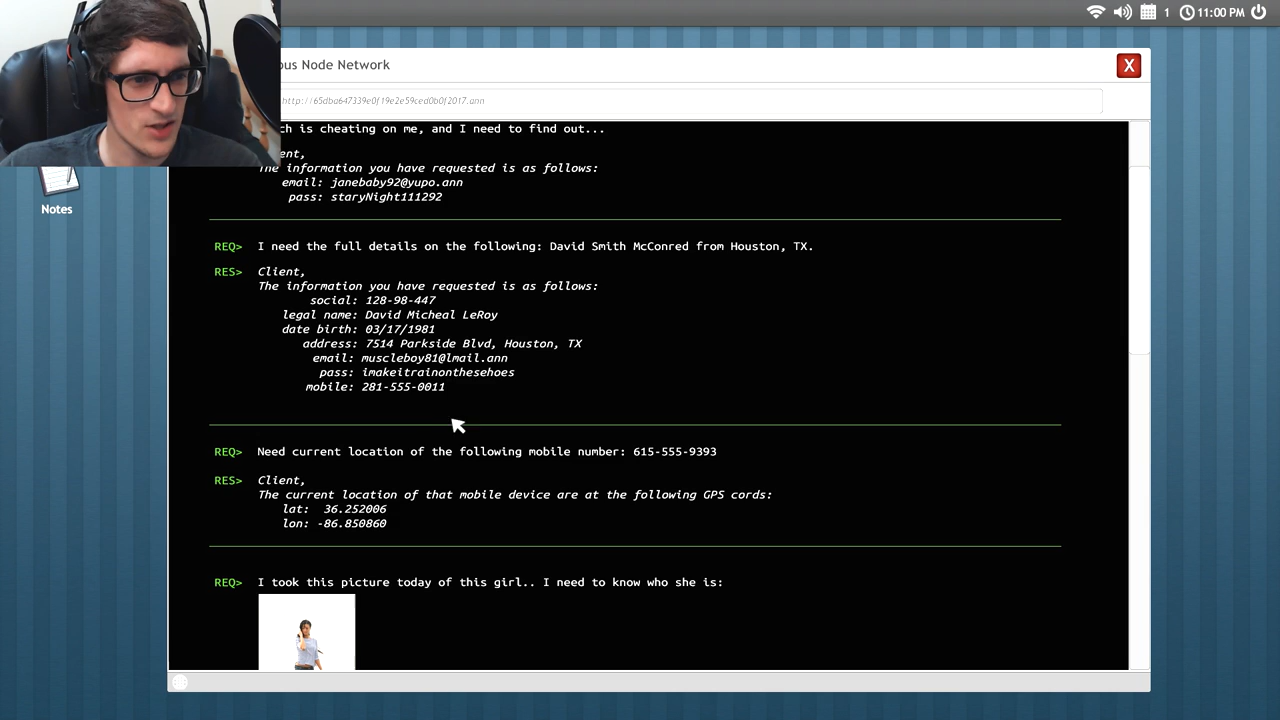 1 11:00 PM
ous Node Network
X
http://65dba647339e0f19e2e59ced0b0f2017.ann
ch is cheating on me, and I need to find out...
ent,
The information you have requested is as follows:
email: janebaby92@yupo.ann
pass: staryNight111292
Notes
REQ> I need the full details on the following: David Smith McConred from Houston, TX.
RES> Client,
The information you have requested is as follows:
social: 128-98-447
legal name: David Micheal LeRoy
date birth: 03/17/1981
address: 7514 Parkside Blvd, Houston, TX
email: muscleboy81@lmail.ann
pass: imakeitrainonthesehoes
mobile: 281-555-0011
REQ> Need current location of the following mobile number: 615-555-9393
RES> Client,
The current location of that mobile device are at the following GPS cords:
lat: 36.252006
lon: -86.850860
REQ> I took this picture today of this girl.. I need to know who she is: